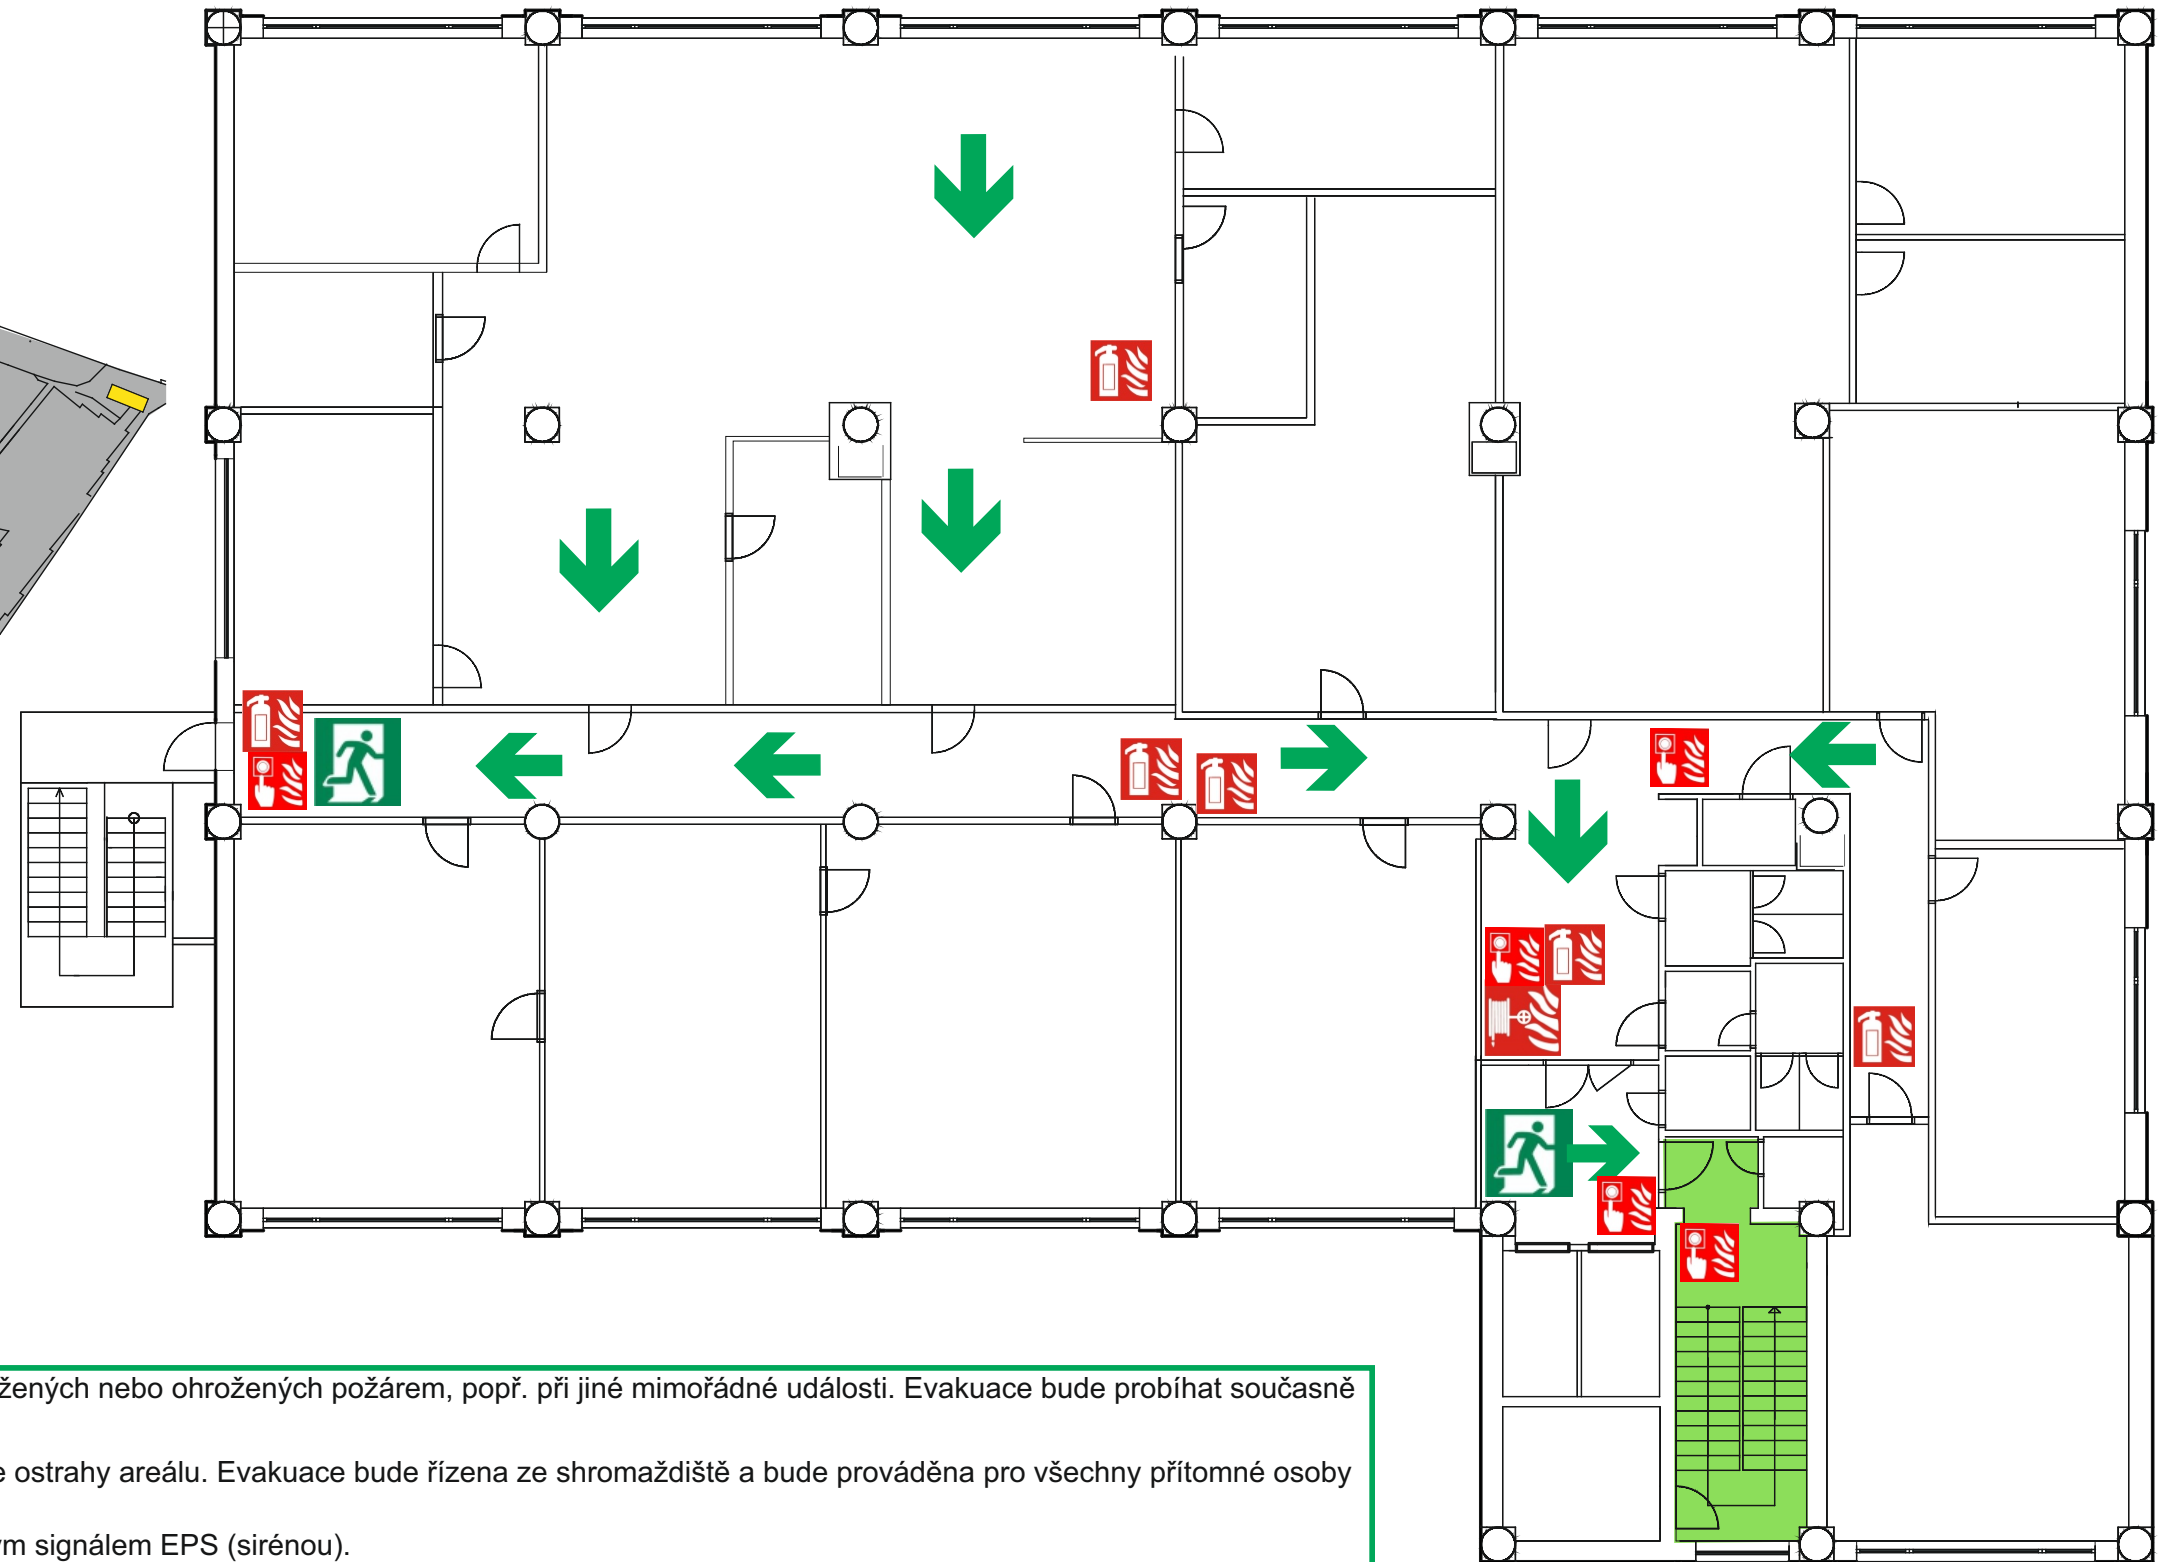 nebo ohrožených požárem, popř. při jiné mimořádné události. Evakuace bude probíhat současně
ostrahy areálu. Evakuace bude řízena ze shromaždiště a bude prováděna pro všechny přítomné osoby
signálem EPS (sirénou).